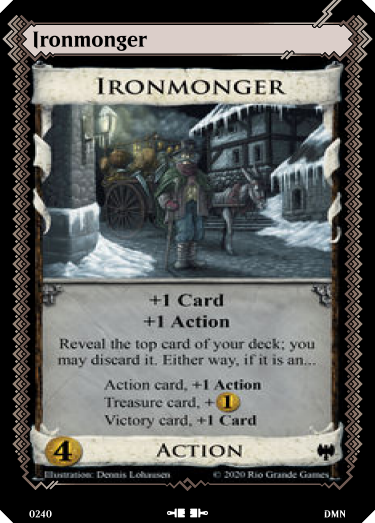 Ironmonger
IRONMONGER
+1 Card
+1 Action
Reveal the top card of your deck; you
may discard it. Either way, if it is an...
Action card, +1 Action
Treasure card, + 1
Victory card, +1 Card
4 ACTION
Illustration: Dennis Lohausen © 2020 Rio Grande Games
0240 DMN